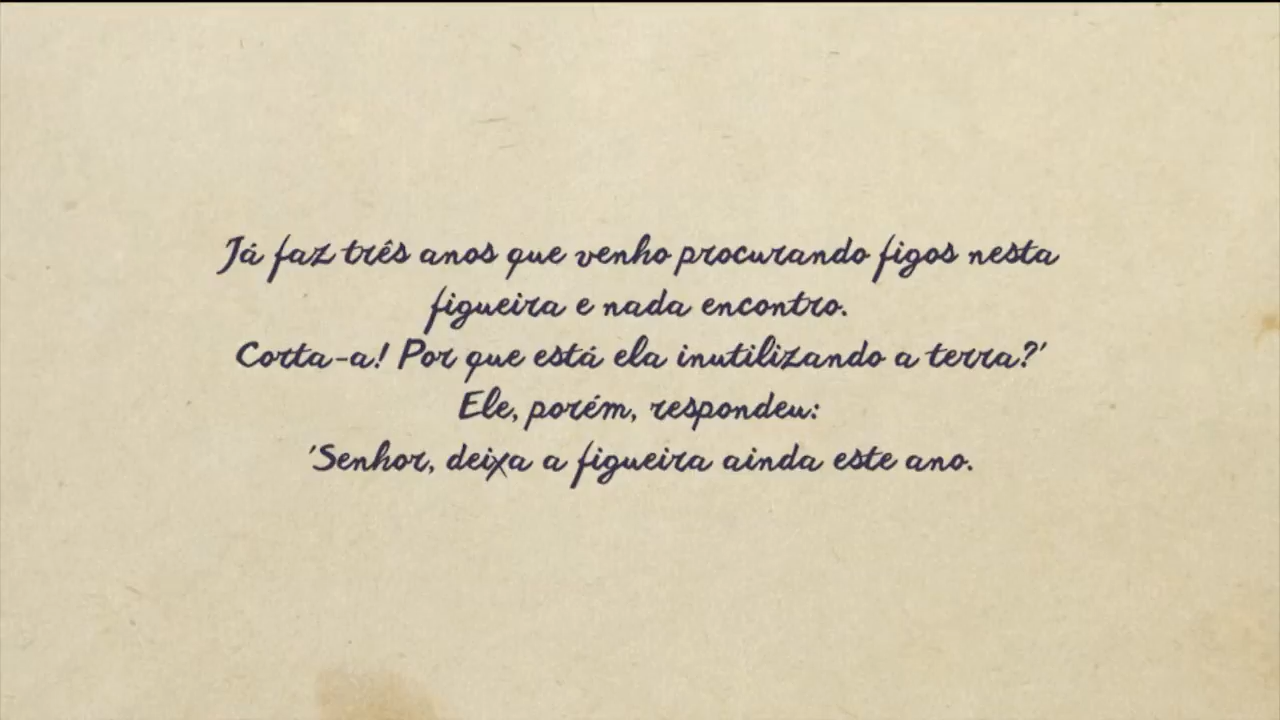 Já faz três anos que venho procurando figos nesta
figueira e nada encontro.
Corta-a! Por que está ela inutilizando a terra?'
Ele, porém, respondeu:
'Senhor, deixa a figueira ainda este ano.